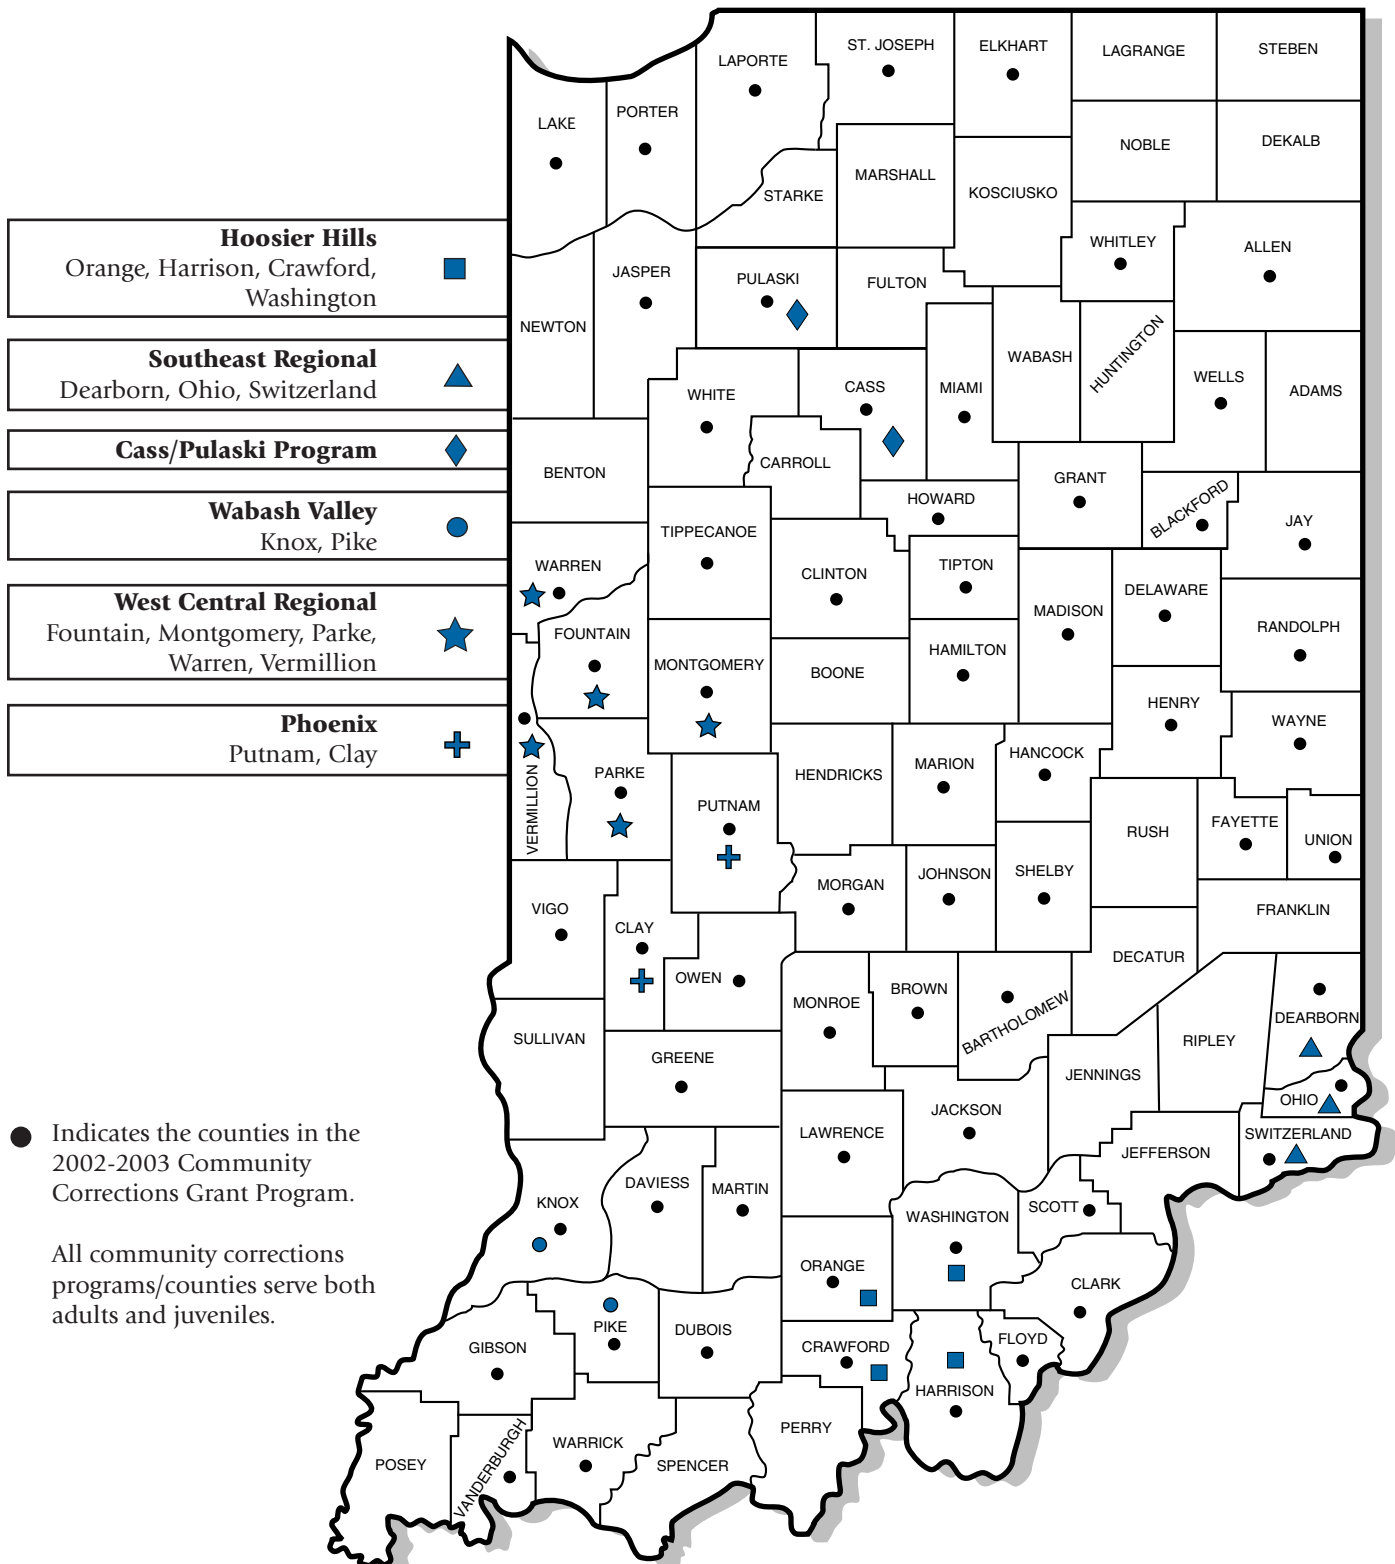 ST. JOSEPH
ELKHART
LAGRANGE
STEBEN
LAPORTE
PORTER
LAKE
NOBLE
DEKALB
MARSHALL
STARKE
KOSCIUSKO
Hoosier Hills
Orange, Harrison, Crawford,
Washington
WHITLEY
ALLEN
JASPER
PULASKI
FULTON
NEWTON
Southeast Regional
Dearborn, Ohio, Switzerland
WABASH
HUNTINGTON
WHITE
CASS
MIAMI
WELLS
ADAMS
Cass/Pulaski Program
BENTON
CARROLL
GRANT
HOWARD
BLACKFORD
JAY
Wabash Valley
Knox, Pike
TIPPECANOE
WARREN
CLINTON
TIPTON
DELAWARE
MADISON
RANDOLPH
West Central Regional
Fountain, Montgomery, Parke,
Warren, Vermillion
FOUNTAIN
MONTGOMERY
BOONE
HAMILTON
HENRY
WAYNE
Phoenix
Putnam, Clay
VERMILLION
PARKE
PUTNAM
HENDRICKS
MARION
HANCOCK
RUSH
FAYETTE
UNION
MORGAN
JOHNSON
SHELBY
FRANKLIN
VIGO
CLAY
OWEN
DECATUR
MONROE
BROWN
BARTHOLOMEW
DEARBORN
SULLIVAN
GREENE
RIPLEY
JENNINGS
OHIO
JACKSON
LAWRENCE
SWITZERLAND
JEFFERSON
Indicates the counties in the
2002-2003 Community
Corrections Grant Program.
KNOX
DAVIESS
MARTIN
WASHINGTON
SCOTT
All community corrections
programs/counties serve both
adults and juveniles.
ORANGE
CLARK
PIKE
DUBOIS
GIBSON
CRAWFORD
FLOYD
HARRISON
POSEY
VANDERBURGH
WARRICK
SPENCER
PERRY